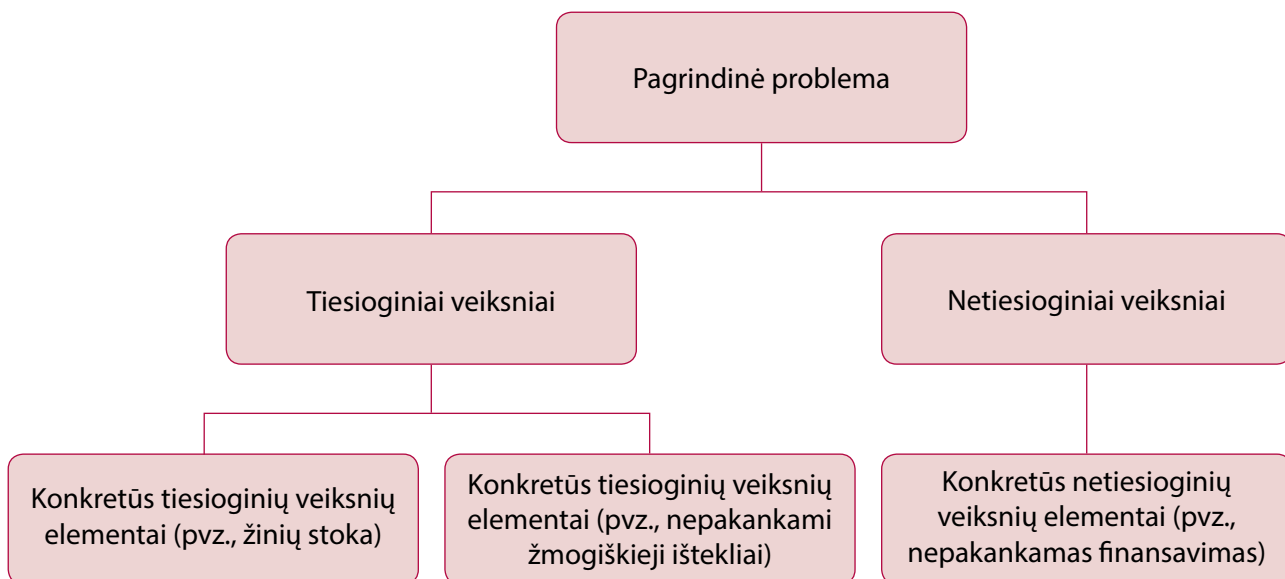 Pagrindinė problema
Tiesioginiai veiksniai
Netiesioginiai veiksniai
Konkretūs tiesioginių veiksnių
elementai (pvz., žinių stoka)
Konkretūs tiesioginių veiksnių
elementai (pvz., nepakankami
žmogiškieji ištekliai)
Konkretūs netiesioginių
veiksnių elementai (pvz.,
nepakankamas finansavimas)